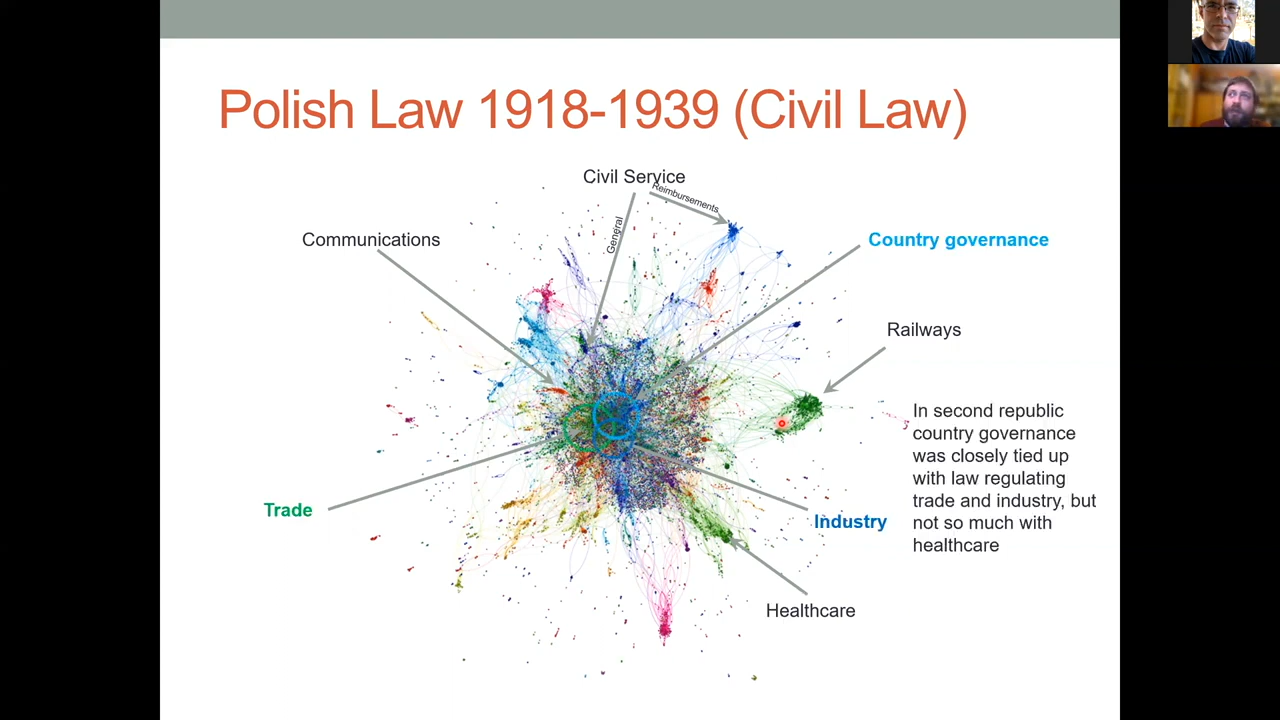 Polish Law 1918-1939 (Civil Law)
Civil Service
Reimbursements
General
Communications
Country governance
Railways
In second republic
country governance
was closely tied up
with law regulating
trade and industry, but
not so much with
healthcare
Trade
Industry
Healthcare